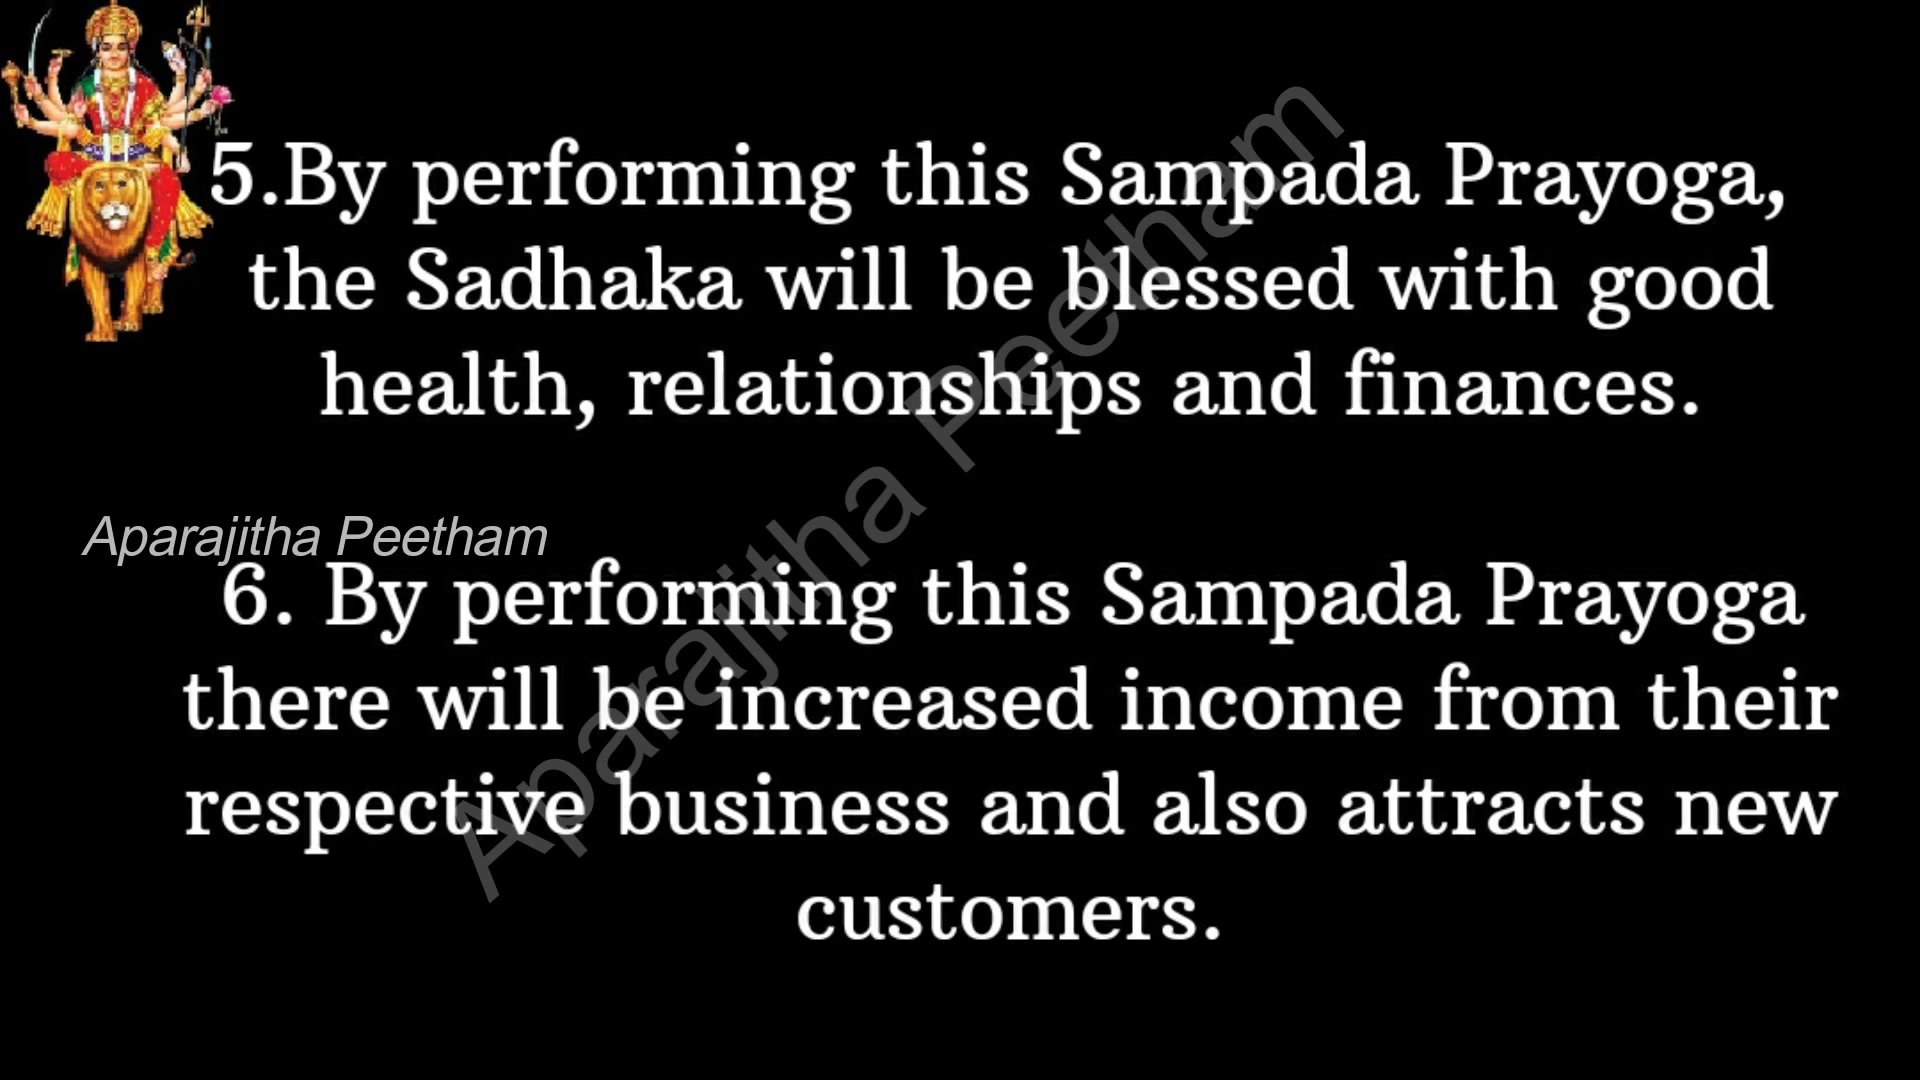 5.By performing this Sampada Prayoga,
the Sadhaka will be blessed with good
health, relationships and finances.
Aparajitha Peetham
6. By performing this Sampada Prayoga
there will be increased income from their
respective business and also attracts new
customers.
Aparajitha Peetham